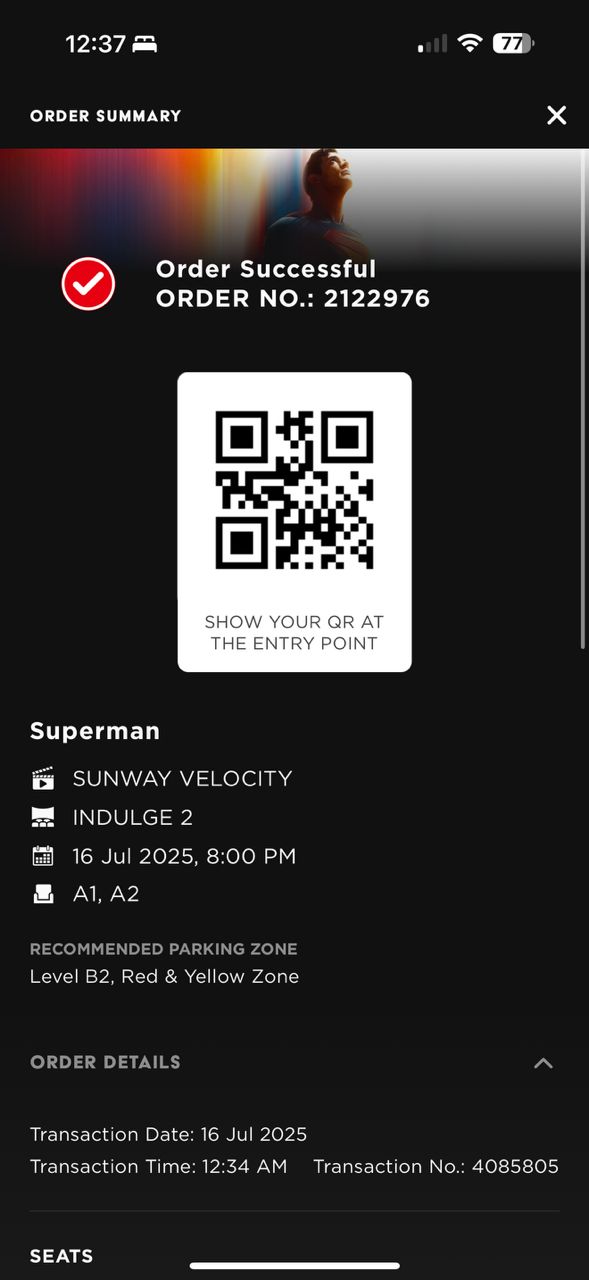 12:37
77
ORDER SUMMARY
Order Successful
ORDER NO.: 2122976
SHOW YOUR QR AT
THE ENTRY POINT
Superman
SUNWAY VELOCITY
INDULGE 2
16 Jul 2025, 8:00 PM
A1, A2
RECOMMENDED PARKING ZONE
Level B2, Red & Yellow Zone
ORDER DETAILS
Transaction Date: 16 Jul 2025
Transaction Time: 12:34 AM Transaction No.: 4085805
SEATS